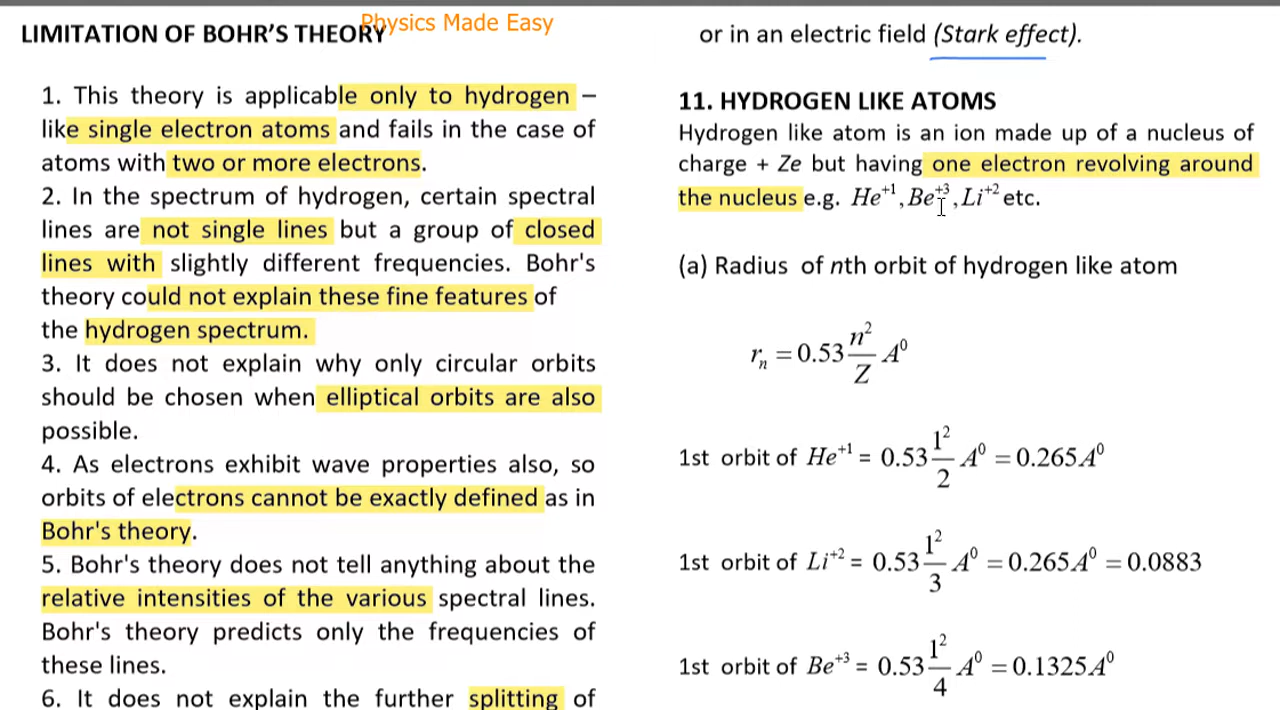 Physics Made Easy
LIMITATION OF BOHR’S THEORY
1. This theory is applicable only to hydrogen –
like single electron atoms and fails in the case of
atoms with two or more electrons.
2. In the spectrum of hydrogen, certain spectral
lines are not single lines but a group of closed
lines with slightly different frequencies. Bohr's
theory could not explain these fine features of
the hydrogen spectrum.
3. It does not explain why only circular orbits
should be chosen when elliptical orbits are also
possible.
4. As electrons exhibit wave properties also, so
orbits of electrons cannot be exactly defined as in
Bohr's theory.
5. Bohr's theory does not tell anything about the
relative intensities of the various spectral lines.
Bohr's theory predicts only the frequencies of
these lines.
6. It does not explain the further splitting of
or in an electric field (Stark effect).
11. HYDROGEN LIKE ATOMS
Hydrogen like atom is an ion made up of a nucleus of
charge + Ze but having one electron revolving around
the nucleus e.g. He⁺¹, Be⁺³, Li⁺² etc.
(a) Radius of nth orbit of hydrogen like atom
rₙ = 0.53 n²/Z A⁰
1st orbit of He⁺¹ = 0.53 1²/2 A⁰ = 0.265 A⁰
1st orbit of Li⁺² = 0.53 1²/3 A⁰ = 0.265 A⁰ = 0.0883
1st orbit of Be⁺³ = 0.53 1²/4 A⁰ = 0.1325 A⁰